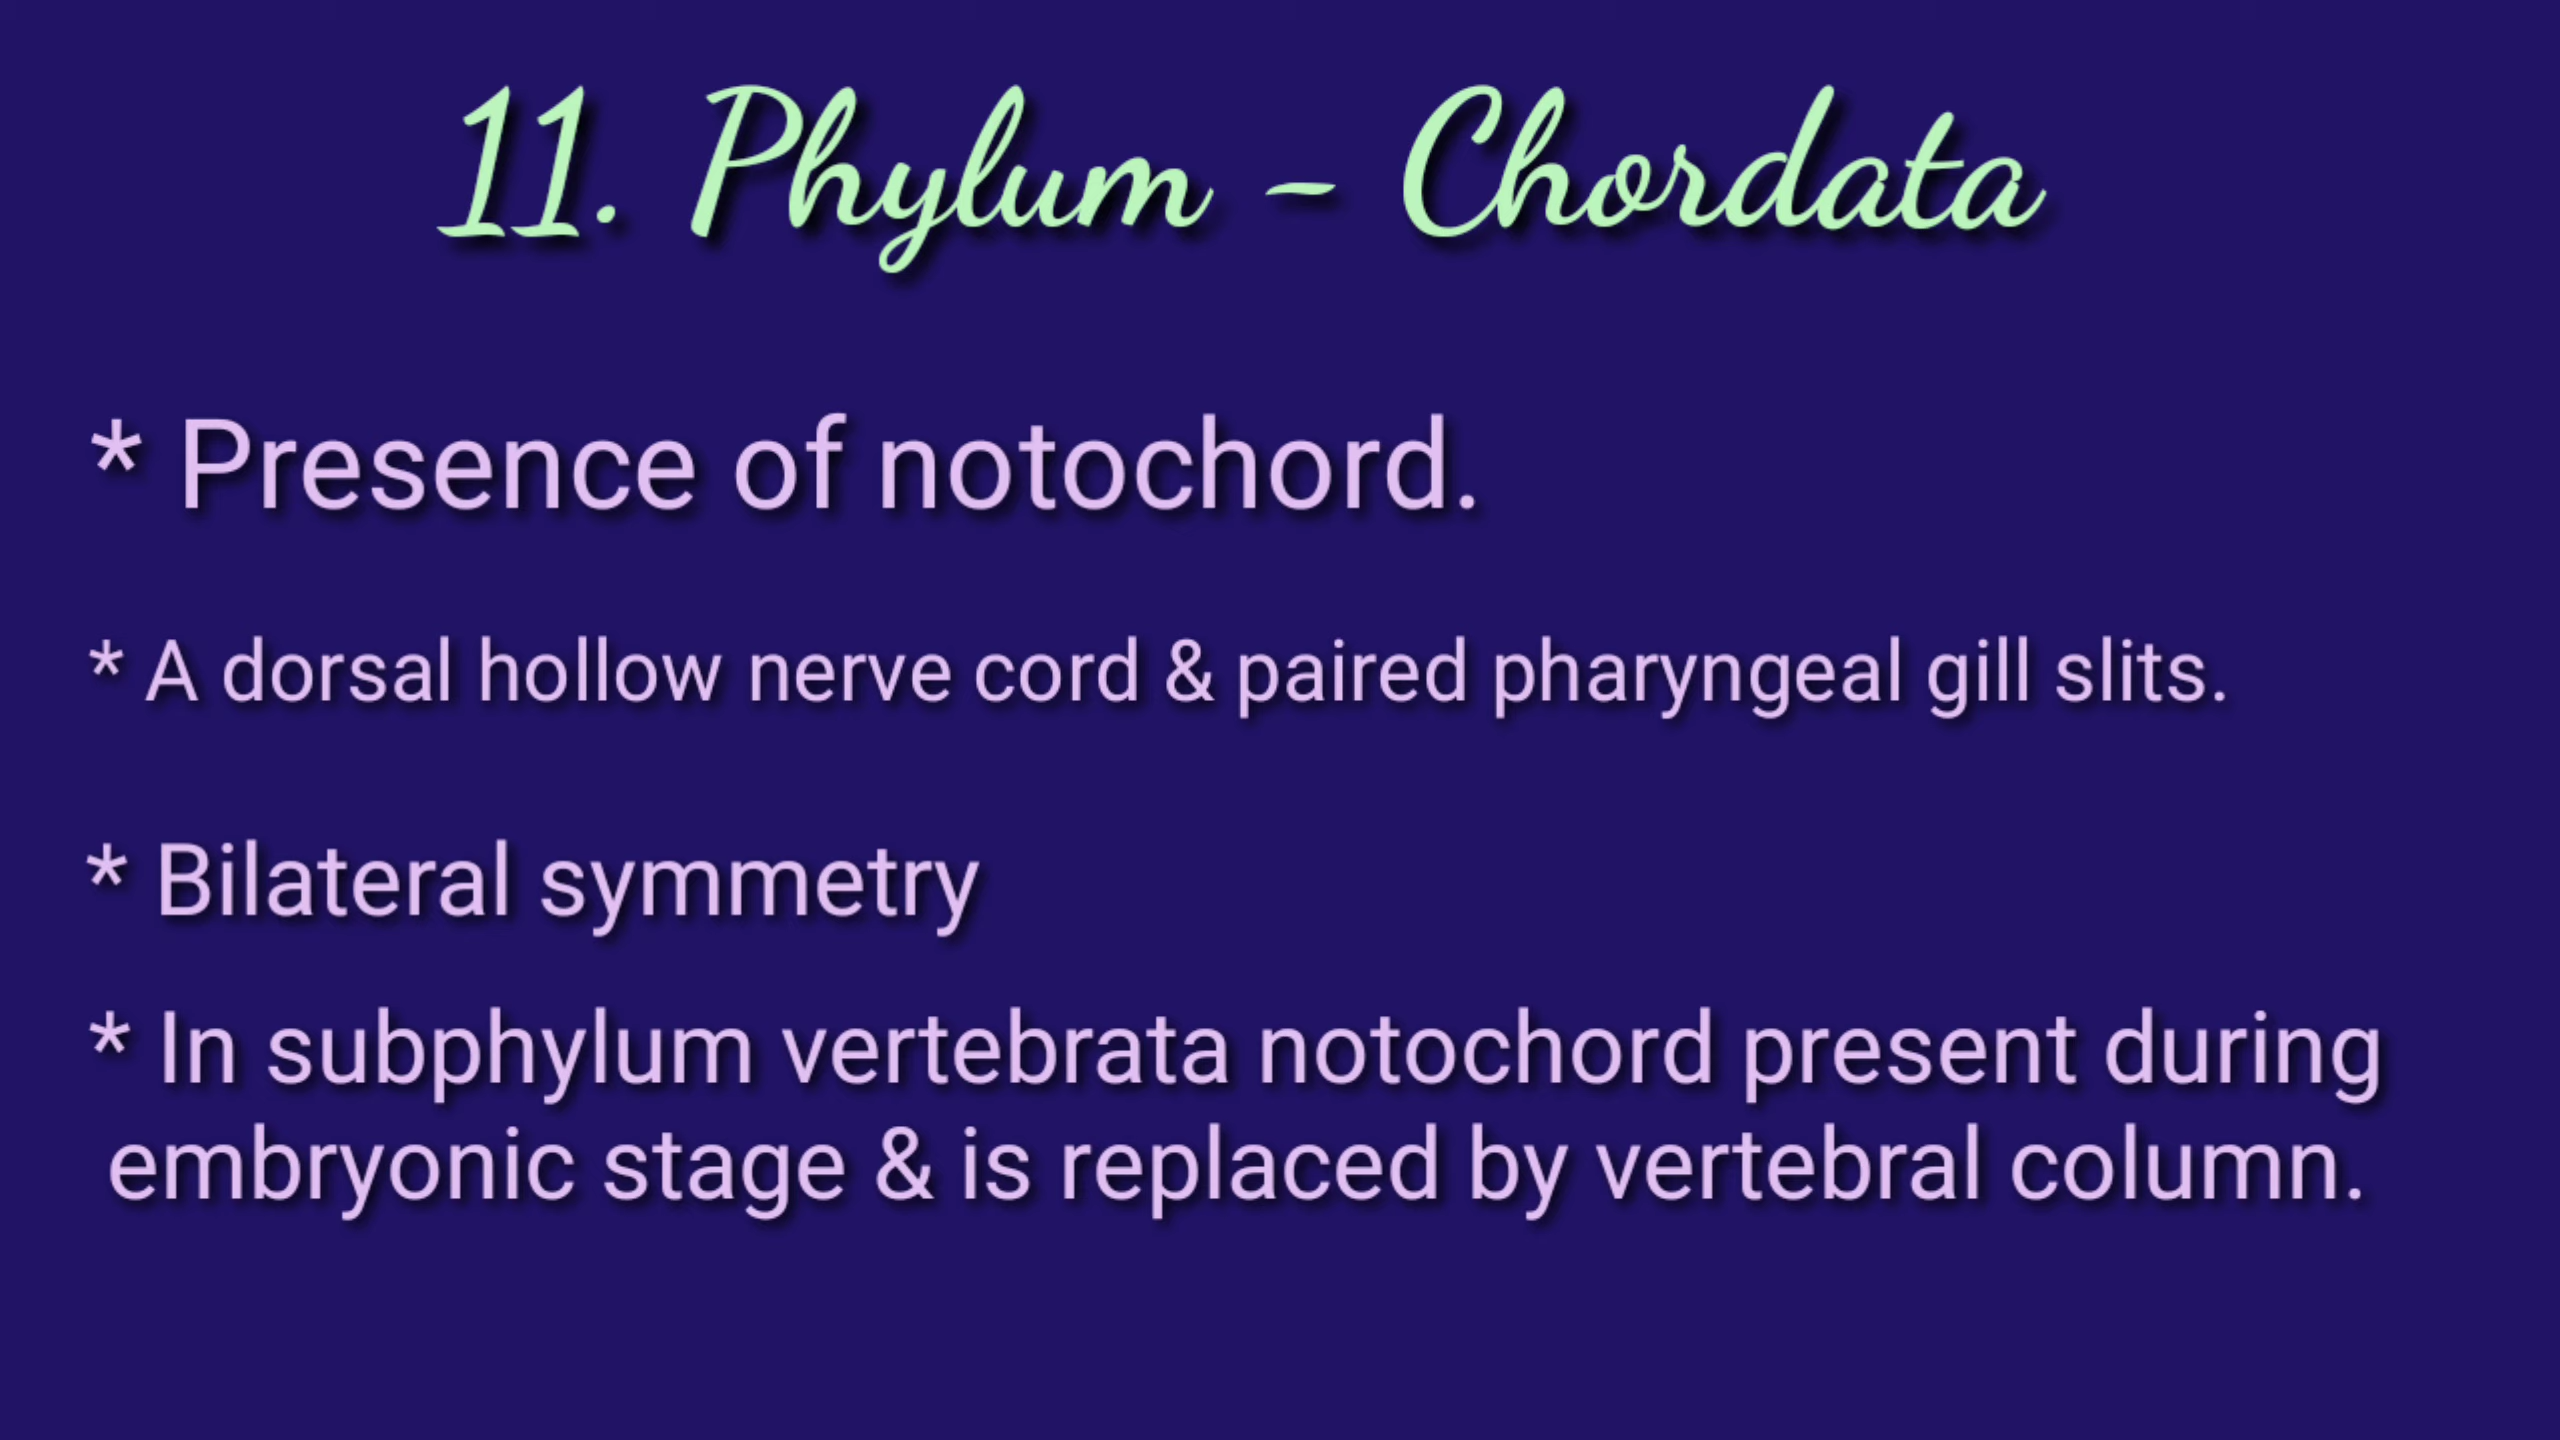 11. Phylum - Chordata
* Presence of notochord.
* A dorsal hollow nerve cord & paired pharyngeal gill slits.
* Bilateral symmetry
* In subphylum vertebrata notochord present during
embryonic stage & is replaced by vertebral column.